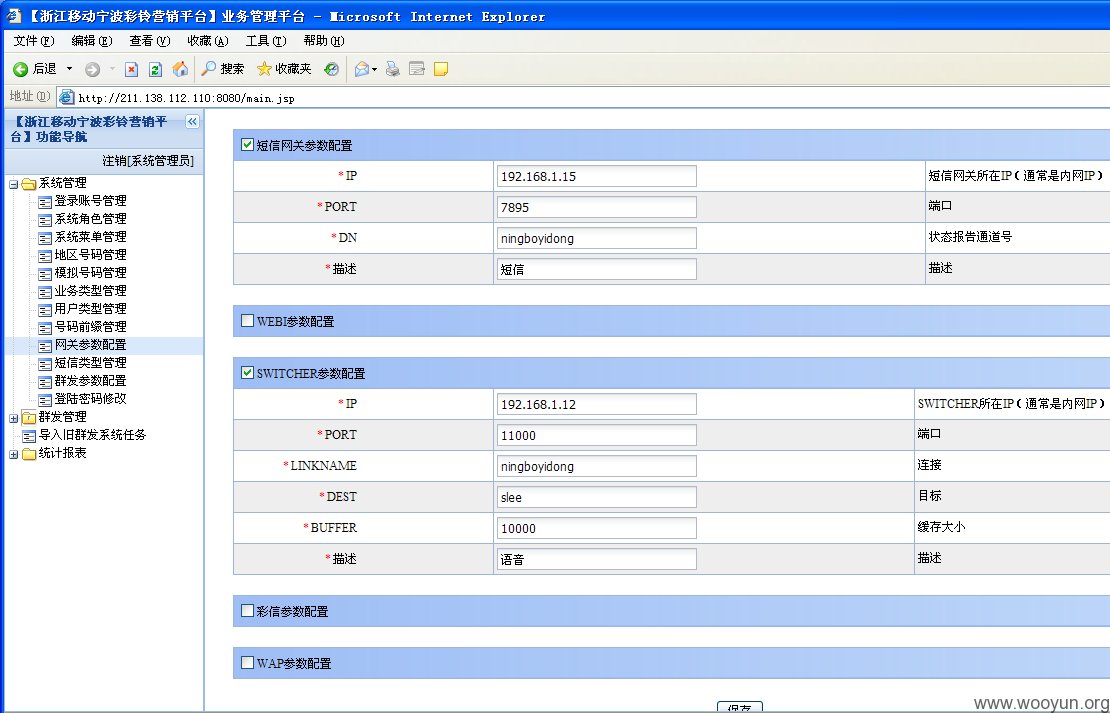 【浙江移动宁波彩铃营销平台】业务管理平台 - Microsoft Internet Explorer
文件(F) 编辑(E) 查看(V) 收藏(A) 工具(T) 帮助(H)
后退 搜索 收藏夹
地址(D) http://211.138.112.110:8080/main.jsp
【浙江移动宁波彩铃营销平
台】功能导航
注销[系统管理员]
系统管理
登录账号管理
系统角色管理
系统菜单管理
地区号码管理
模拟号码管理
业务类型管理
用户类型管理
号码前缀管理
网关参数配置
短信类型管理
群发参数配置
登陆密码修改
群发管理
导入旧群发系统任务
统计报表
短信网关参数配置
*IP 192.168.1.15 短信网关所在IP(通常是内网IP)
*PORT 7895 端口
*DN ningboyidong 状态报告通道号
*描述 短信 描述
WEBI参数配置
SWITCHER参数配置
*IP 192.168.1.12 SWITCHER所在IP(通常是内网IP)
*PORT 11000 端口
*LINKNAME ningboyidong 连接
*DEST slee 目标
*BUFFER 10000 缓存大小
*描述 语音 描述
彩信参数配置
WAP参数配置
保存
www.wooyun.org